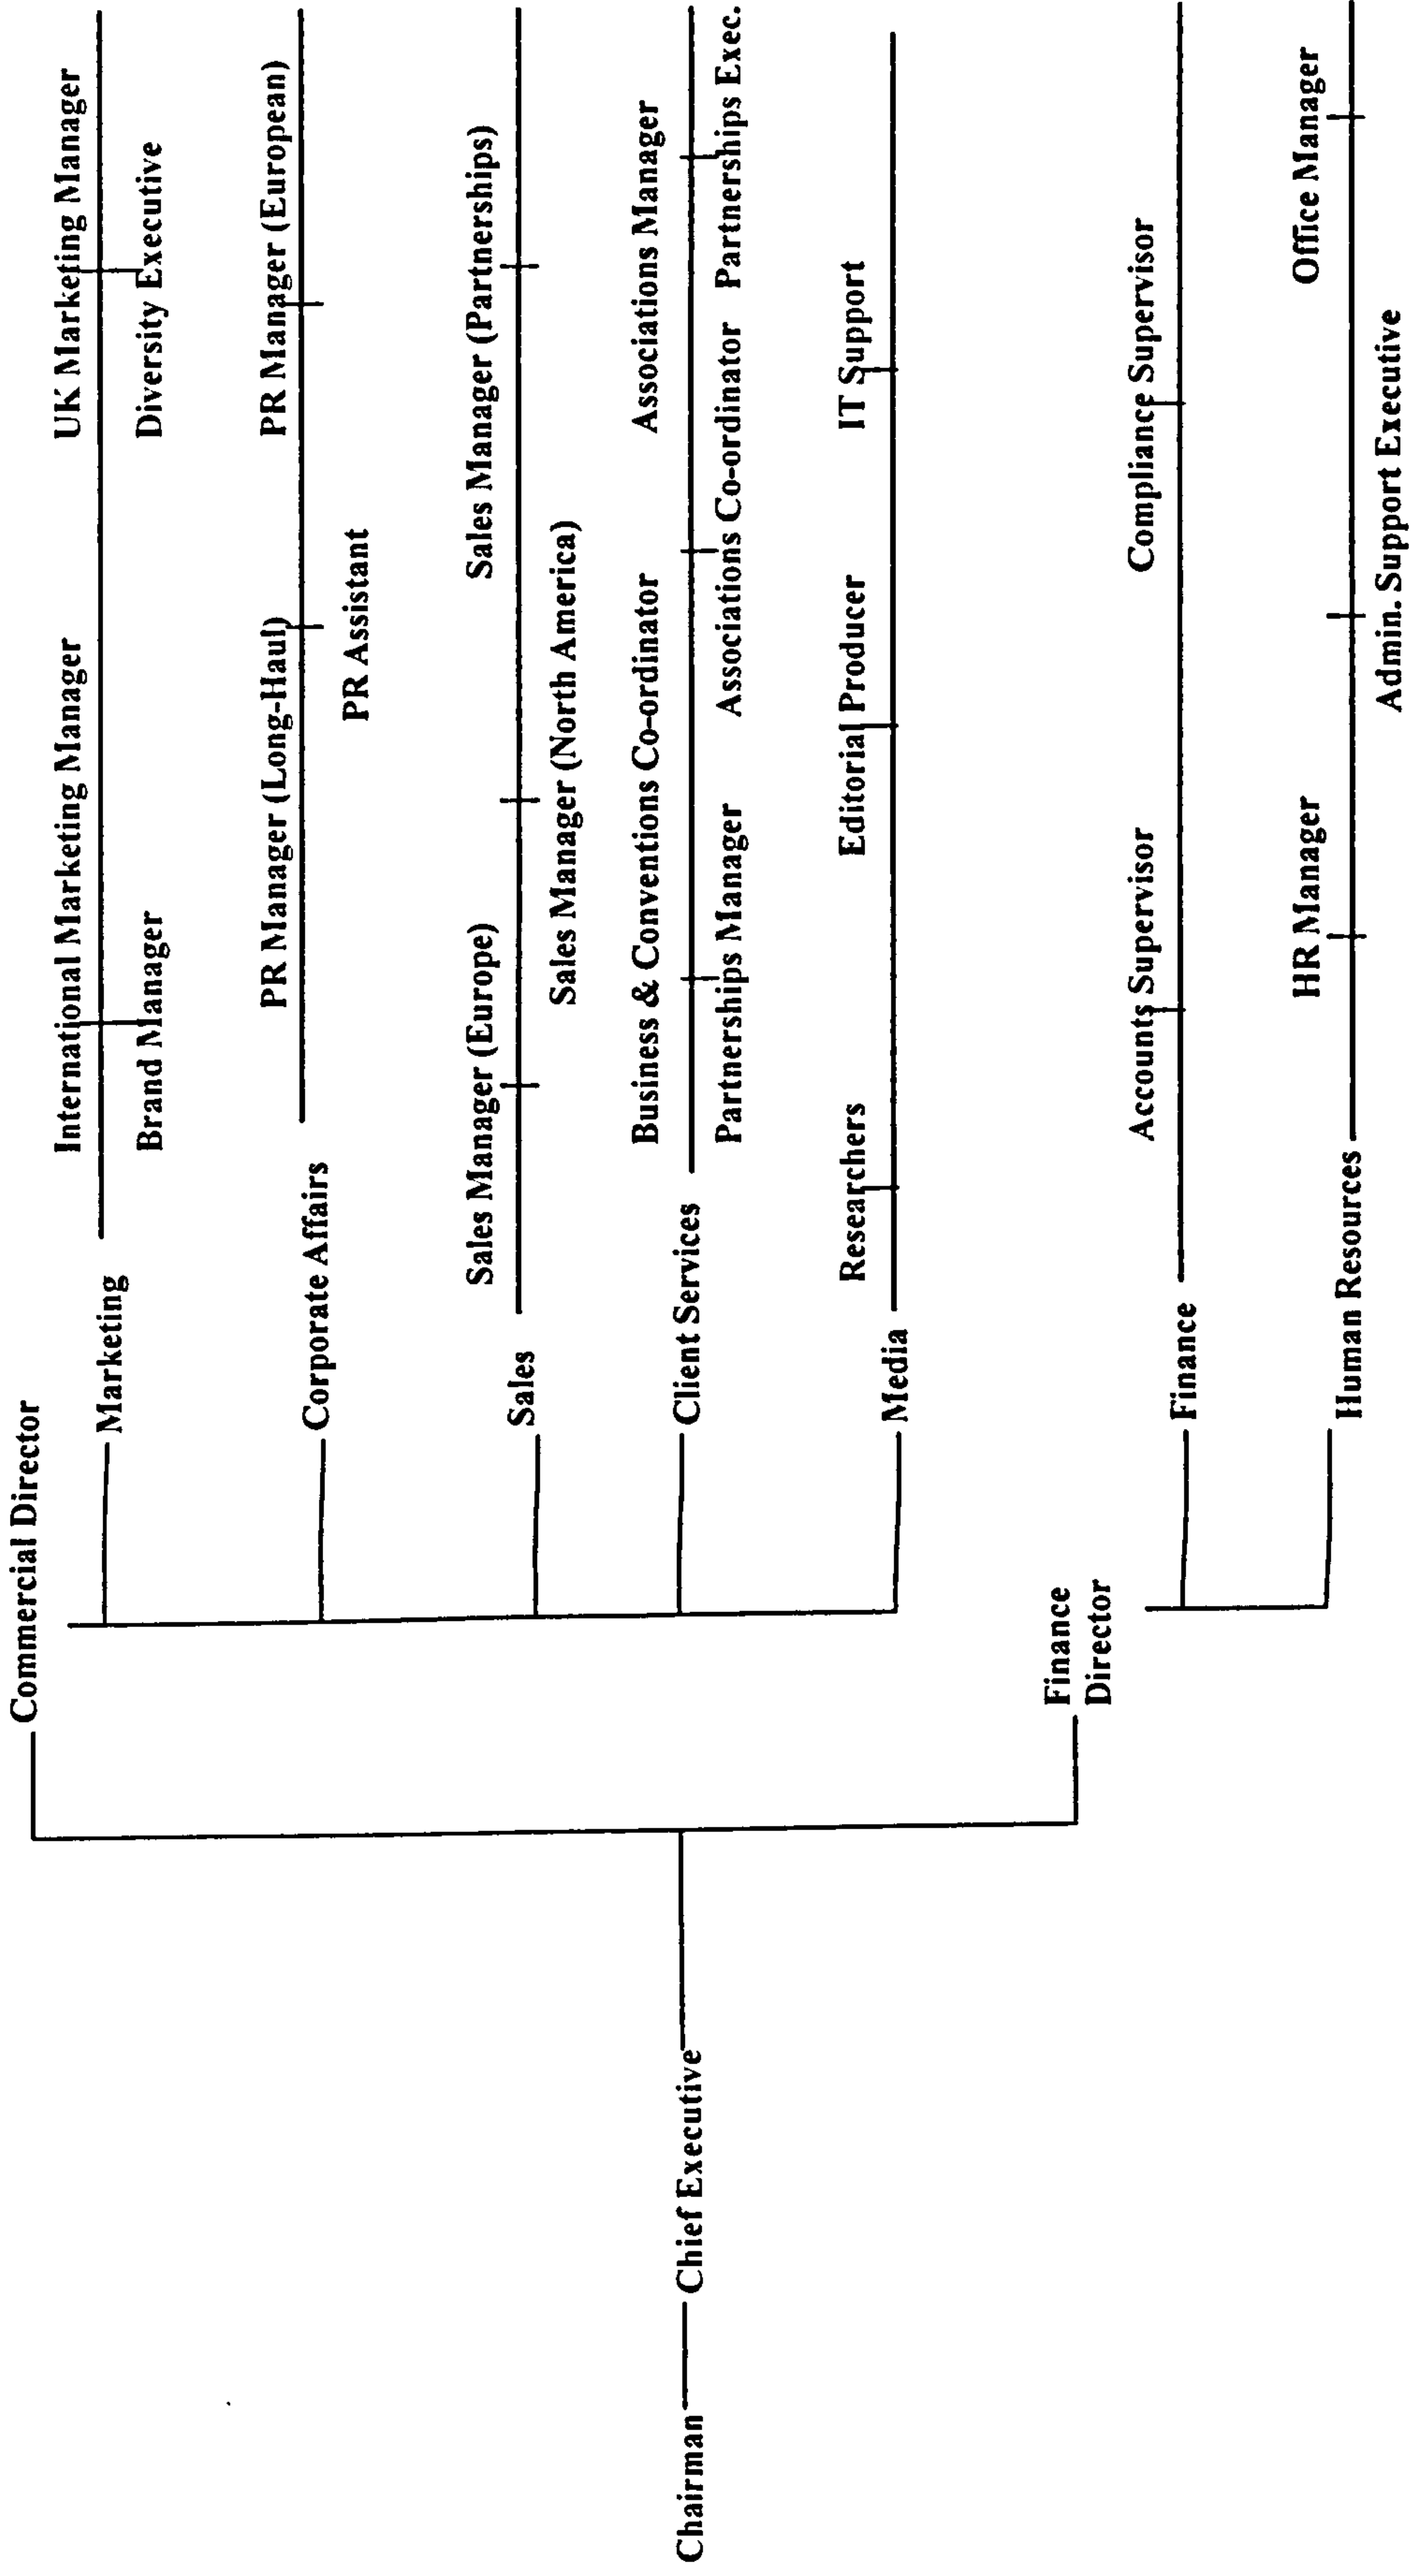 Chairman
Chief Executive
Commercial Director
Marketing
International Marketing Manager
UK Marketing Manager
Brand Manager
Diversity Executive
Corporate Affairs
PR Manager (Long-Haul)
PR Manager (European)
PR Assistant
Sales
Sales Manager (Europe)
Sales Manager (Partnerships)
Sales Manager (North America)
Client Services
Business & Conventions Co-ordinator
Associations Manager
Partnerships Manager
Associations Co-ordinator
Partnerships Exec.
Media
Researchers
Editorial Producer
IT Support
Finance
Director
Finance
Accounts Supervisor
Compliance Supervisor
Human Resources
HR Manager
Office Manager
Admin. Support Executive